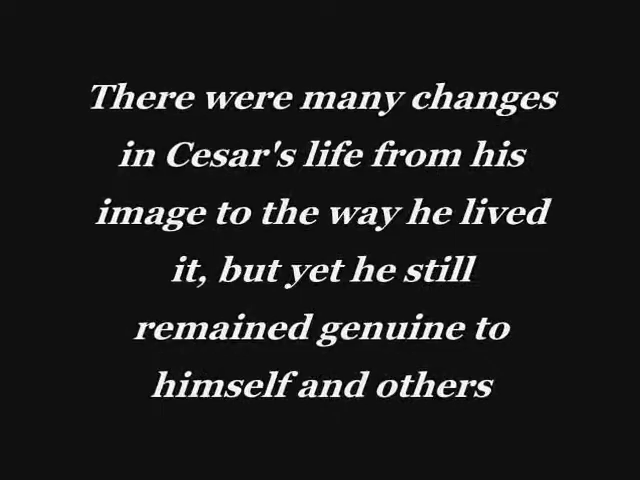 There were many changes
in Cesar's life from his
image to the way he lived
it, but yet he still
remained genuine to
himself and others